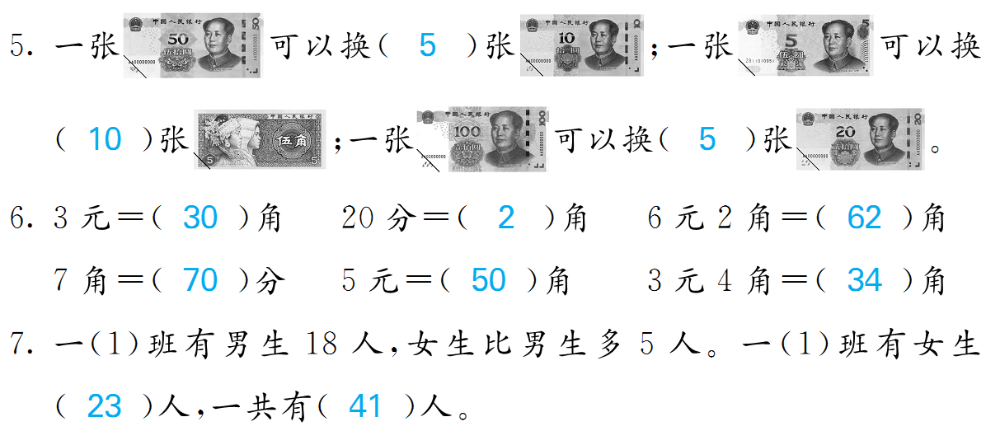 5. 一张 可以换( 5 )张 ;一张 可以换
( 10 )张 ;一张 可以换( 5 )张 。
6. 3 元=( 30 )角 20 分=( 2 )角 6 元 2 角=( 62 )角
7 角=( 70 )分 5 元=( 50 )角 3 元 4 角=( 34 )角
7. 一(1)班有男生 18 人,女生比男生多 5 人。一(1)班有女生
( 23 )人,一共有( 41 )人。